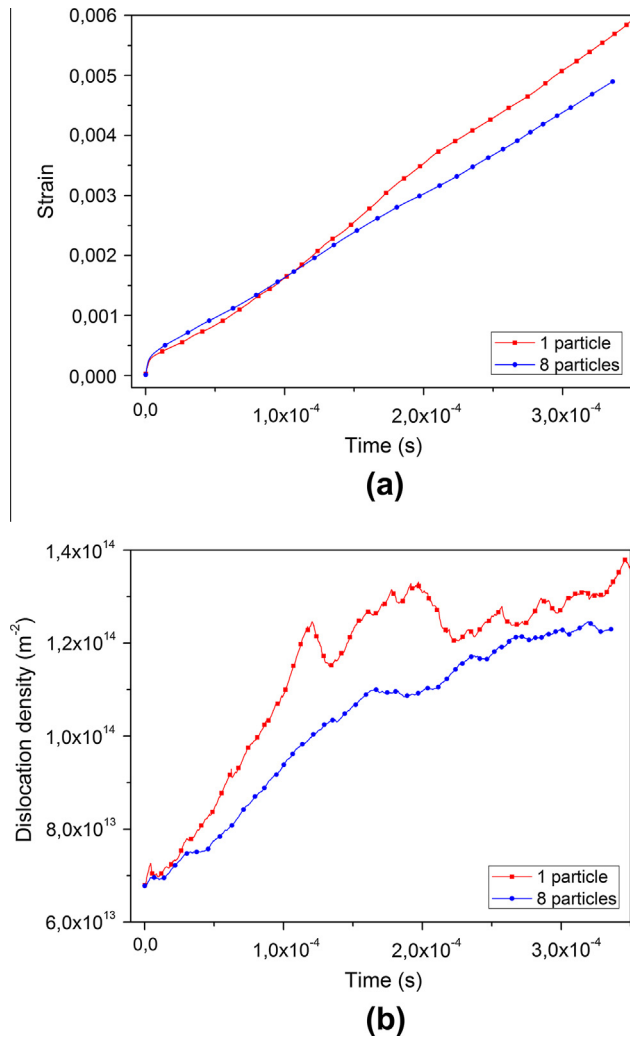 0,006
0,005
0,004
0,003
0,002
0,001
0,000
Strain
1 particle
8 particles
0,0
1,0x10⁻⁴
2,0x10⁻⁴
3,0x10⁻⁴
Time (s)
(a)
1,4x10¹⁴
1,2x10¹⁴
1,0x10¹⁴
8,0x10¹³
6,0x10¹³
Dislocation density (m⁻²)
1 particle
8 particles
0,0
1,0x10⁻⁴
2,0x10⁻⁴
3,0x10⁻⁴
Time (s)
(b)